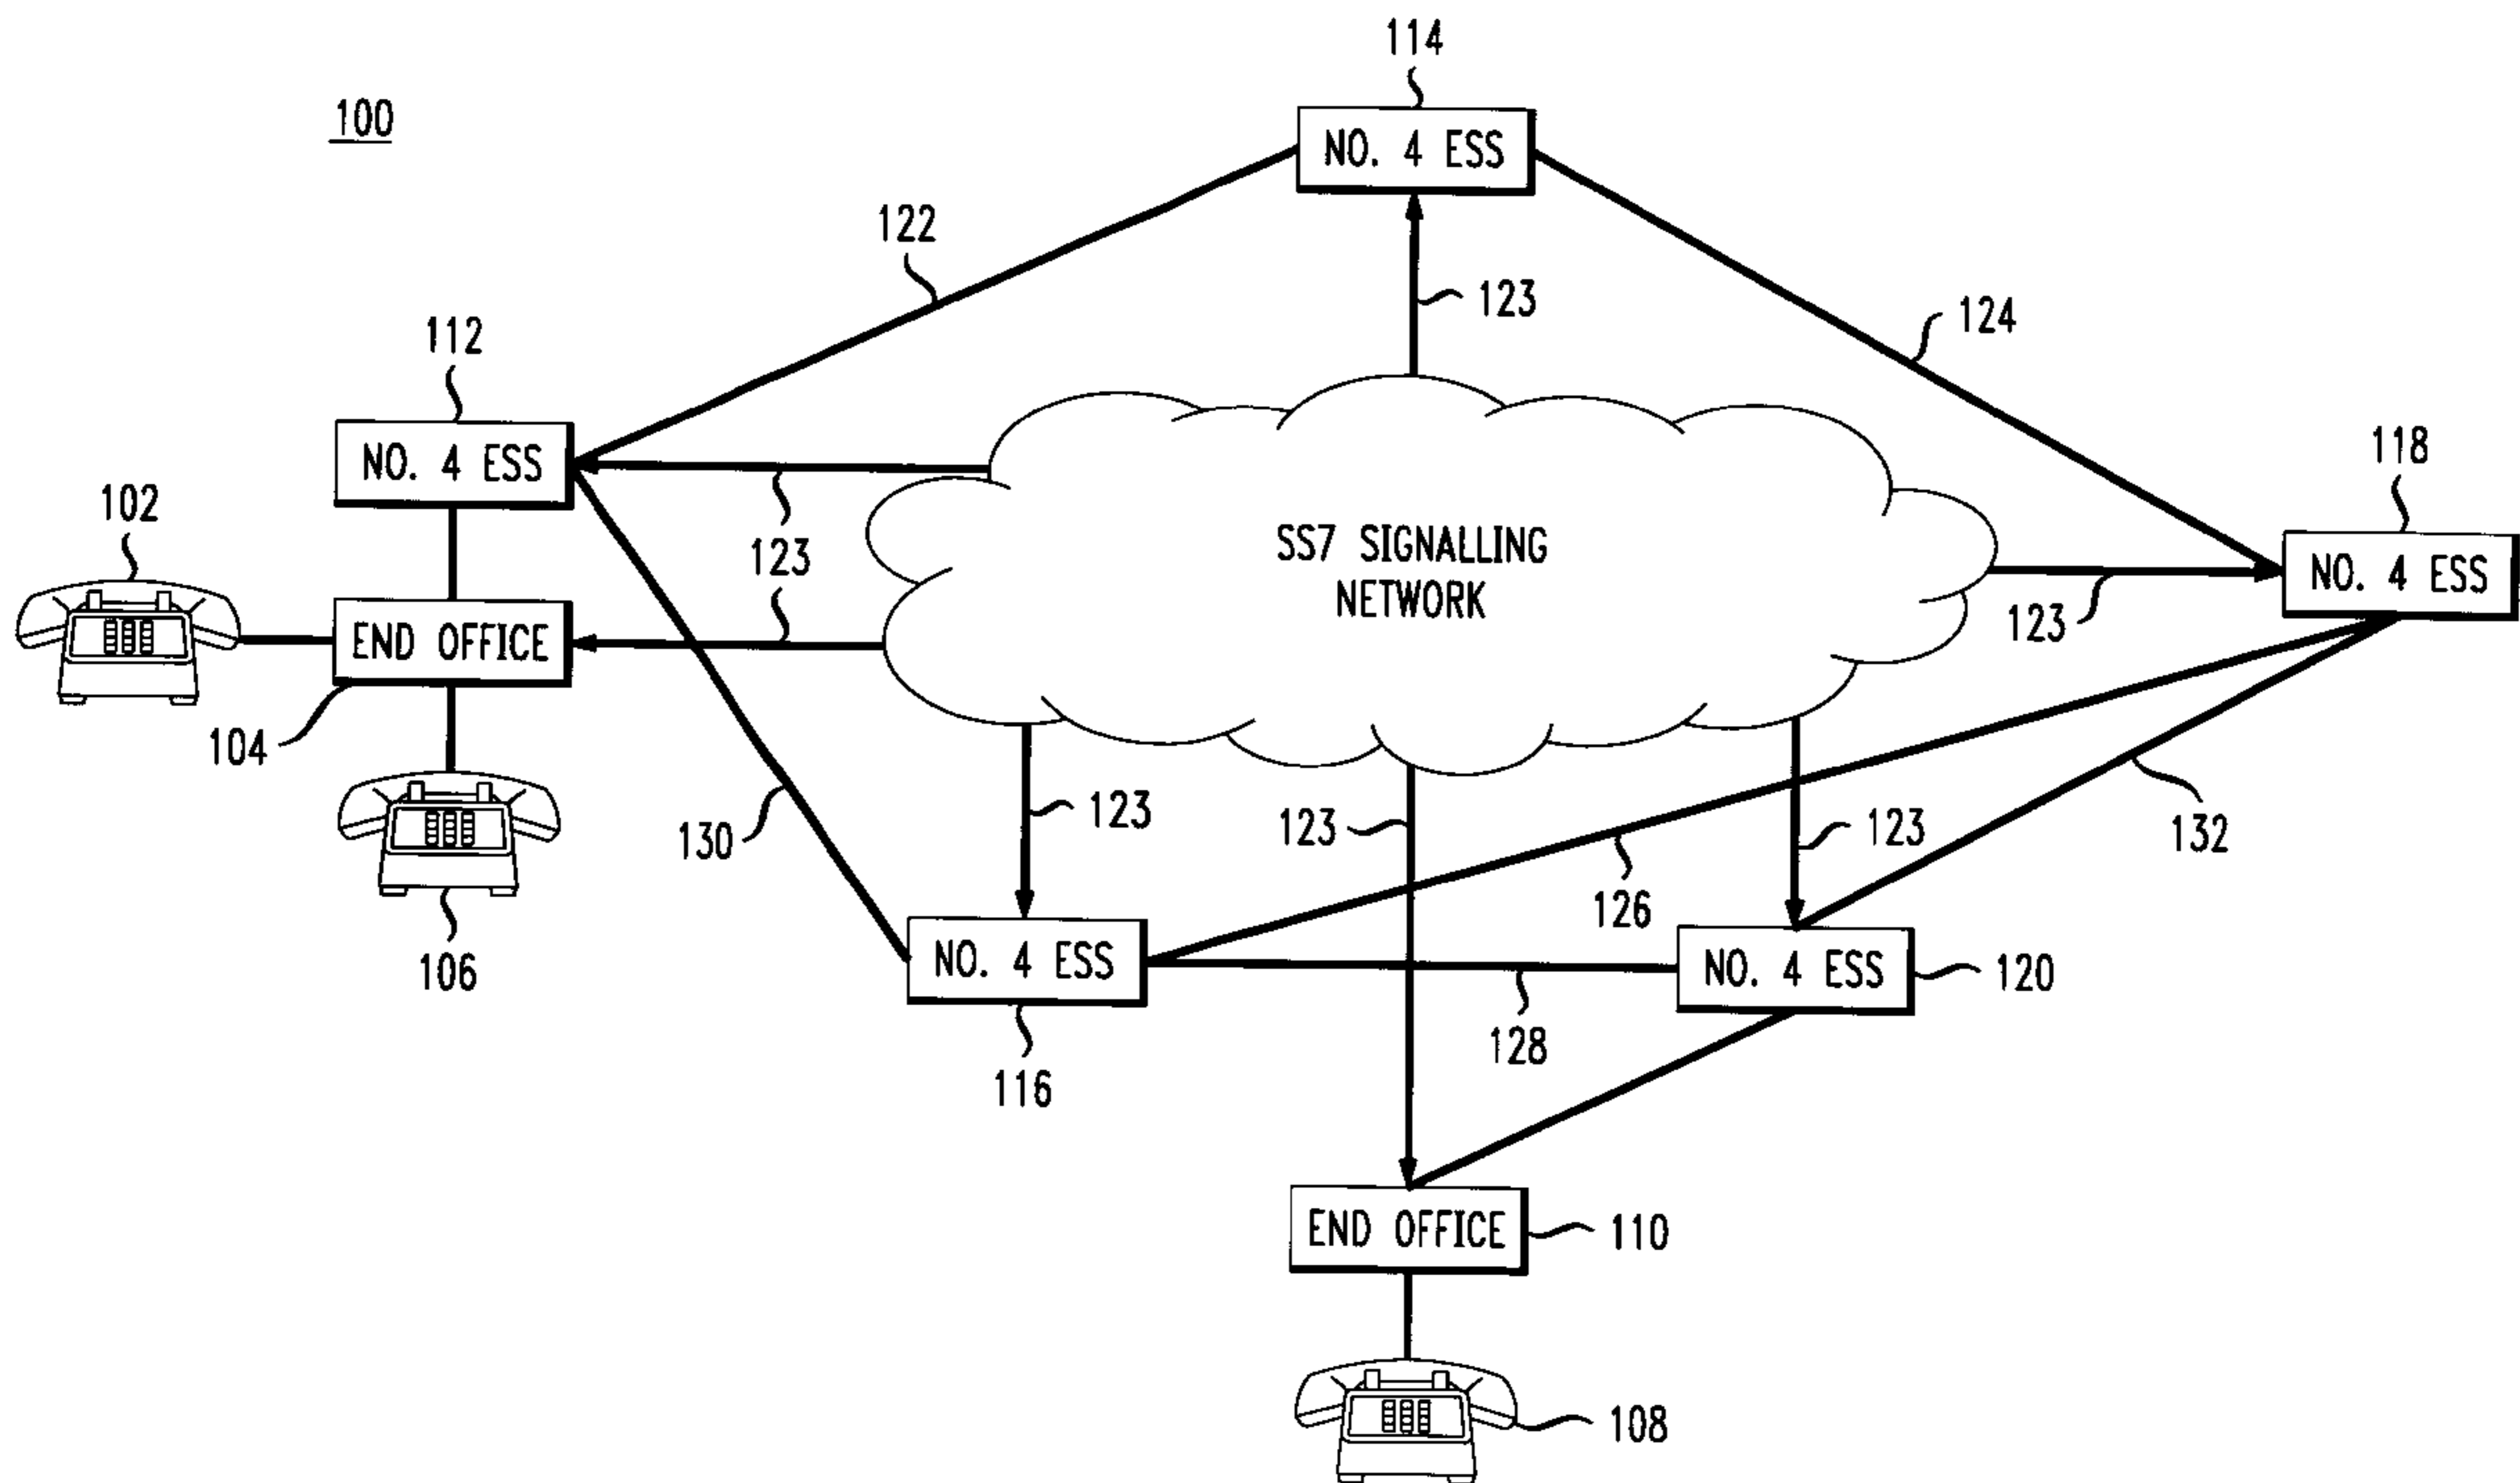 114
100
NO. 4 ESS
122
123
124
112
118
NO. 4 ESS
102
123
SS7 SIGNALLING
NETWORK
NO. 4 ESS
END OFFICE
123
104
130
123
123
126
123
132
106
NO. 4 ESS
NO. 4 ESS
120
128
116
END OFFICE
110
108